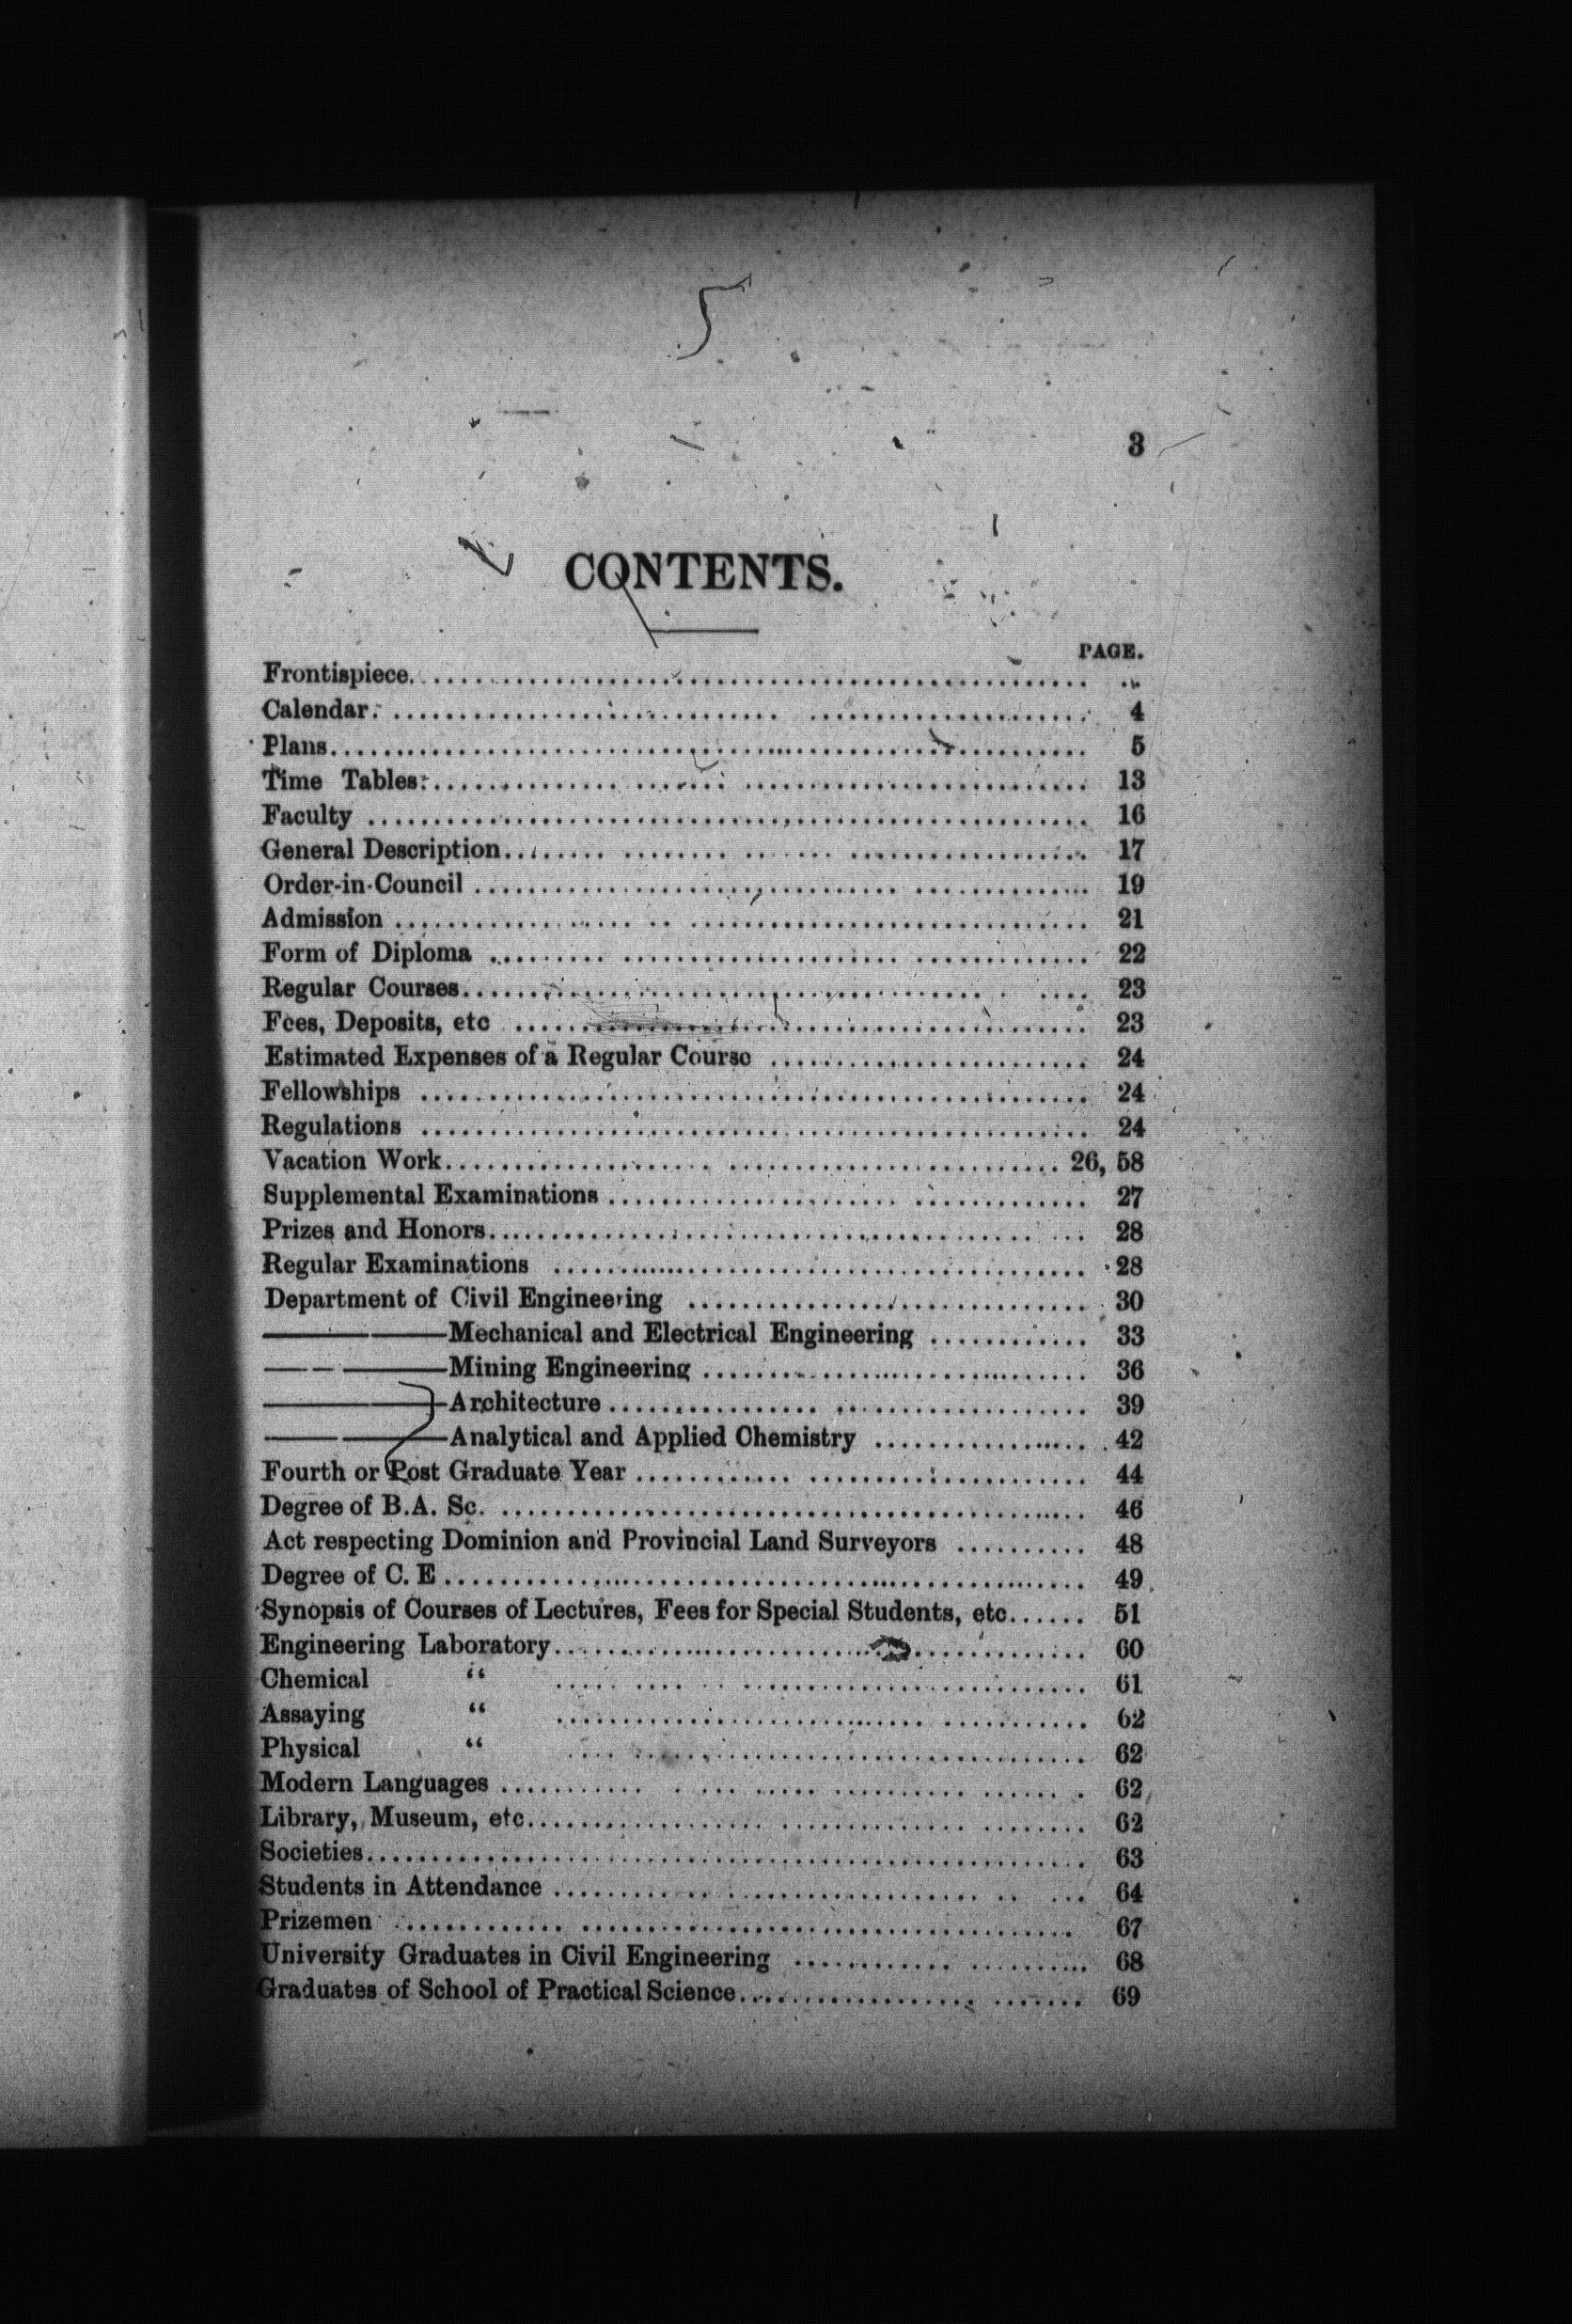 3
CONTENTS.
PAGE.
Frontispiece. .................................................... ..
Calendar. .................................................... 4
Plans.................................................... 5
Time Tables: .................................................... 13
Faculty .................................................... 16
General Description.................................................... 17
Order-in-Council .................................................... 19
Admission .................................................... 21
Form of Diploma .................................................... 22
Regular Courses.................................................... 23
Fees, Deposits, etc .................................................... 23
Estimated Expenses of a Regular Course ........................ 24
Fellowships .................................................... 24
Regulations .................................................... 24
Vacation Work.................................................... 26, 58
Supplemental Examinations .................................... 27
Prizes and Honors.................................................... 28
Regular Examinations .................................................... 28
Department of Civil Engineering .............................. 30
————Mechanical and Electrical Engineering ............ 33
————Mining Engineering .............................. 36
————Architecture .................................... 39
————Analytical and Applied Chemistry ................ 42
Fourth or Post Graduate Year .................................. 44
Degree of B.A. Sc. .................................................... 46
Act respecting Dominion and Provincial Land Surveyors .......... 48
Degree of C. E .................................................... 49
Synopsis of Courses of Lectures, Fees for Special Students, etc...... 51
Engineering Laboratory.......................................... 60
Chemical “ .......................................... 61
Assaying “ .......................................... 62
Physical “ .......................................... 62
Modern Languages .......................................... 62
Library, Museum, etc.......................................... 62
Societies.................................................... 63
Students in Attendance .......................................... 64
Prizemen .................................................... 67
University Graduates in Civil Engineering ...................... 68
Graduates of School of Practical Science........................ 69